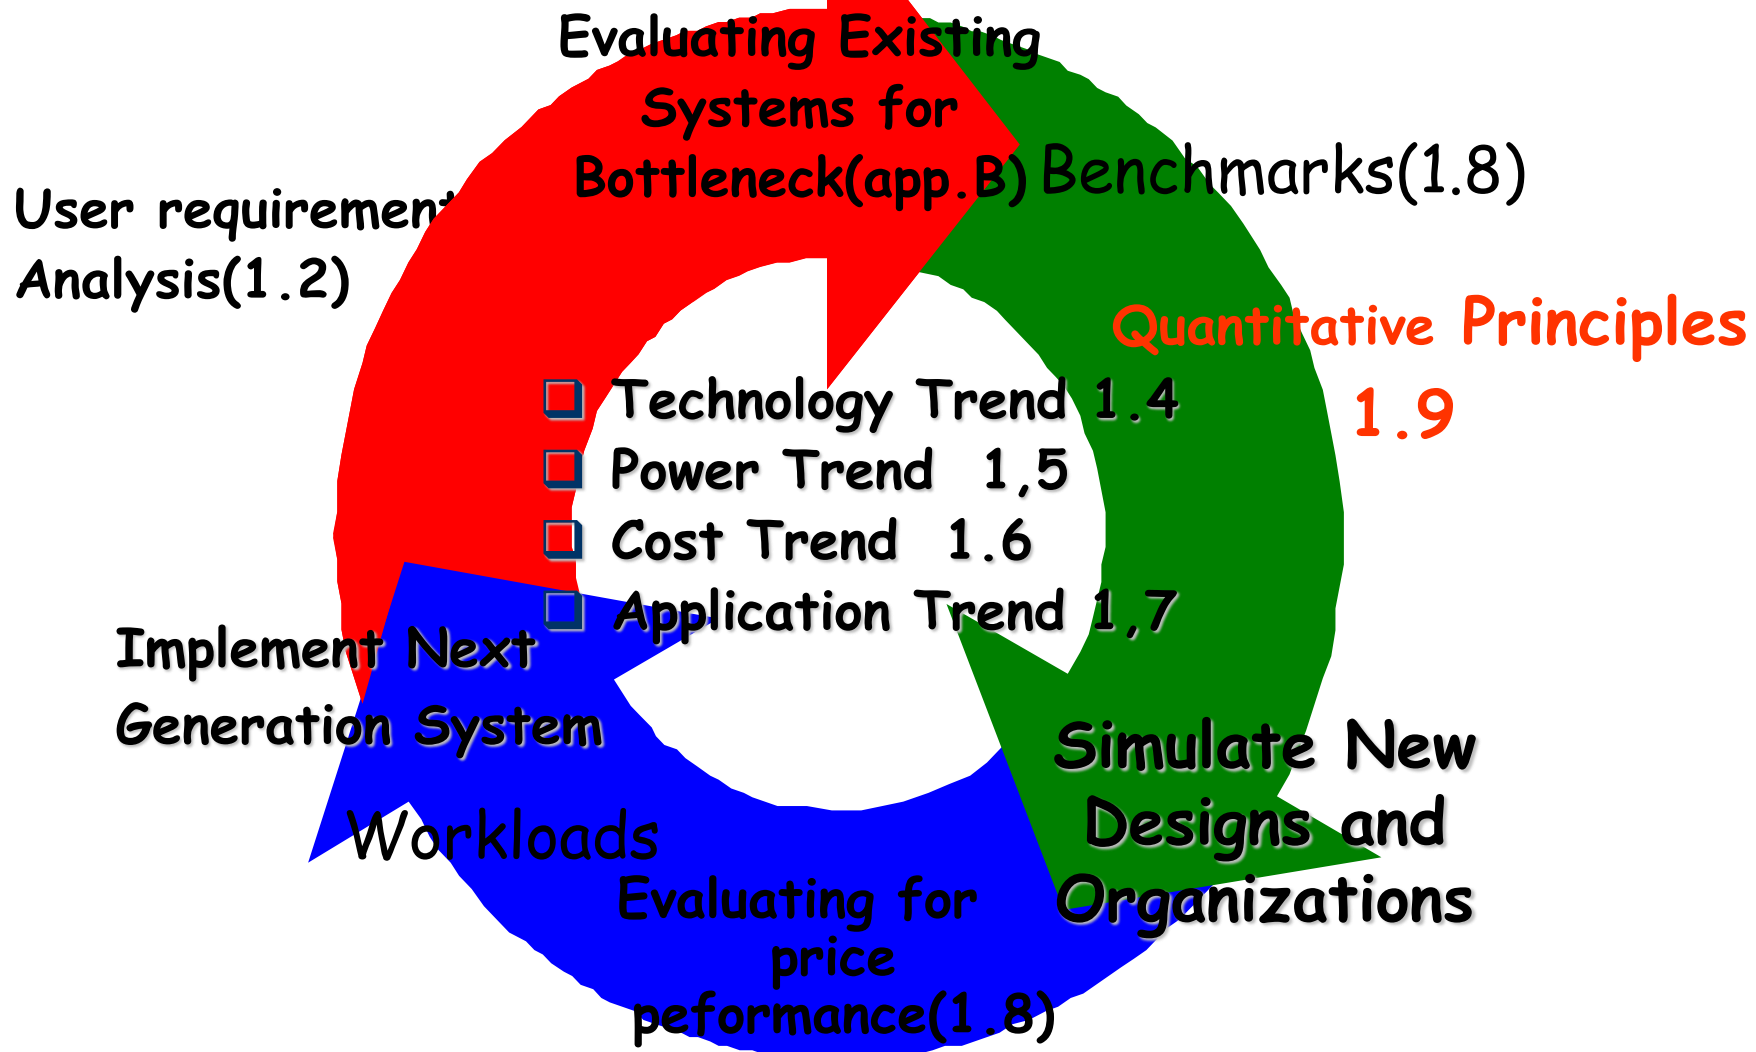 Evaluating Existing
Systems for
Bottleneck(app.B)
Benchmarks(1.8)
User requirement
Analysis(1.2)
Quantitative Principles
1.9
❑ Technology Trend 1.4
❑ Power Trend 1,5
❑ Cost Trend 1.6
❑ Application Trend 1,7
Implement Next
Generation System
Simulate New
Designs and
Organizations
Workloads
Evaluating for
price
peformance(1.8)